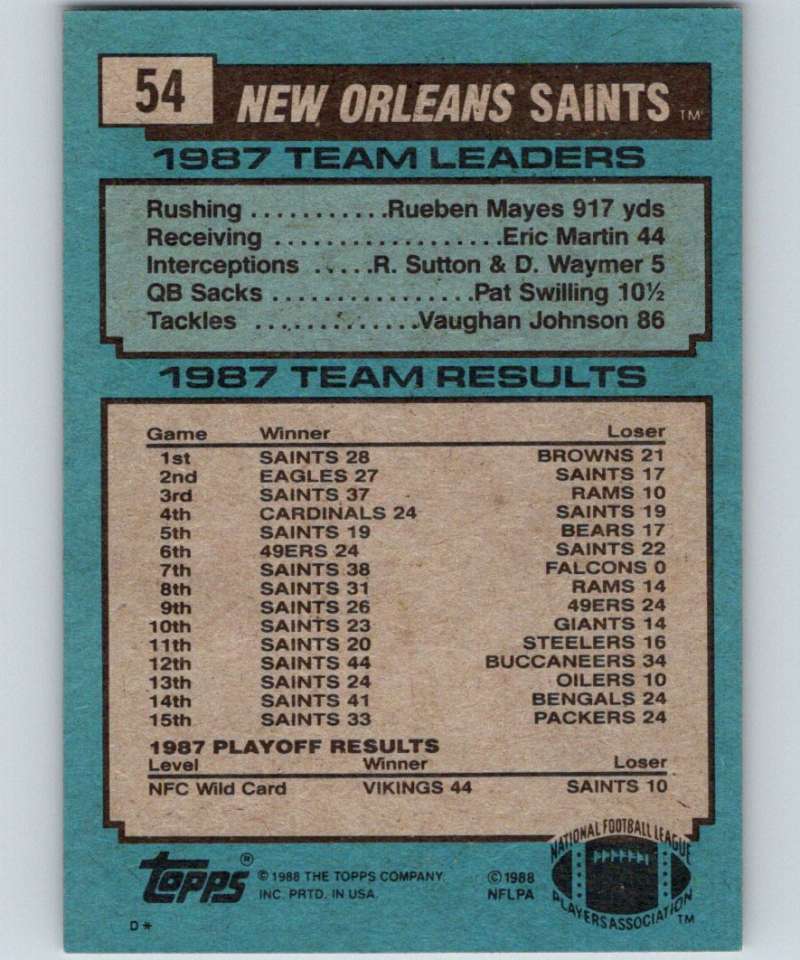 54
NEW ORLEANS SAINTS TM
1987 TEAM LEADERS
Rushing ...........Rueben Mayes 917 yds
Receiving ...................Eric Martin 44
Interceptions .....R. Sutton & D. Waymer 5
QB Sacks .................Pat Swilling 10½
Tackles .............Vaughan Johnson 86
1987 TEAM RESULTS
Game Winner Loser
1st SAINTS 28 BROWNS 21
2nd EAGLES 27 SAINTS 17
3rd SAINTS 37 RAMS 10
4th CARDINALS 24 SAINTS 19
5th SAINTS 19 BEARS 17
6th 49ERS 24 SAINTS 22
7th SAINTS 38 FALCONS 0
8th SAINTS 31 RAMS 14
9th SAINTS 26 49ERS 24
10th SAINTS 23 GIANTS 14
11th SAINTS 20 STEELERS 16
12th SAINTS 44 BUCCANEERS 34
13th SAINTS 24 OILERS 10
14th SAINTS 41 BENGALS 24
15th SAINTS 33 PACKERS 24
1987 PLAYOFF RESULTS
Level Winner Loser
NFC Wild Card VIKINGS 44 SAINTS 10
TOPPS ®
© 1988 THE TOPPS COMPANY
INC. PRTD. IN USA.
© 1988
NFLPA
NATIONAL FOOTBALL LEAGUE
PLAYERS ASSOCIATION TM
D*